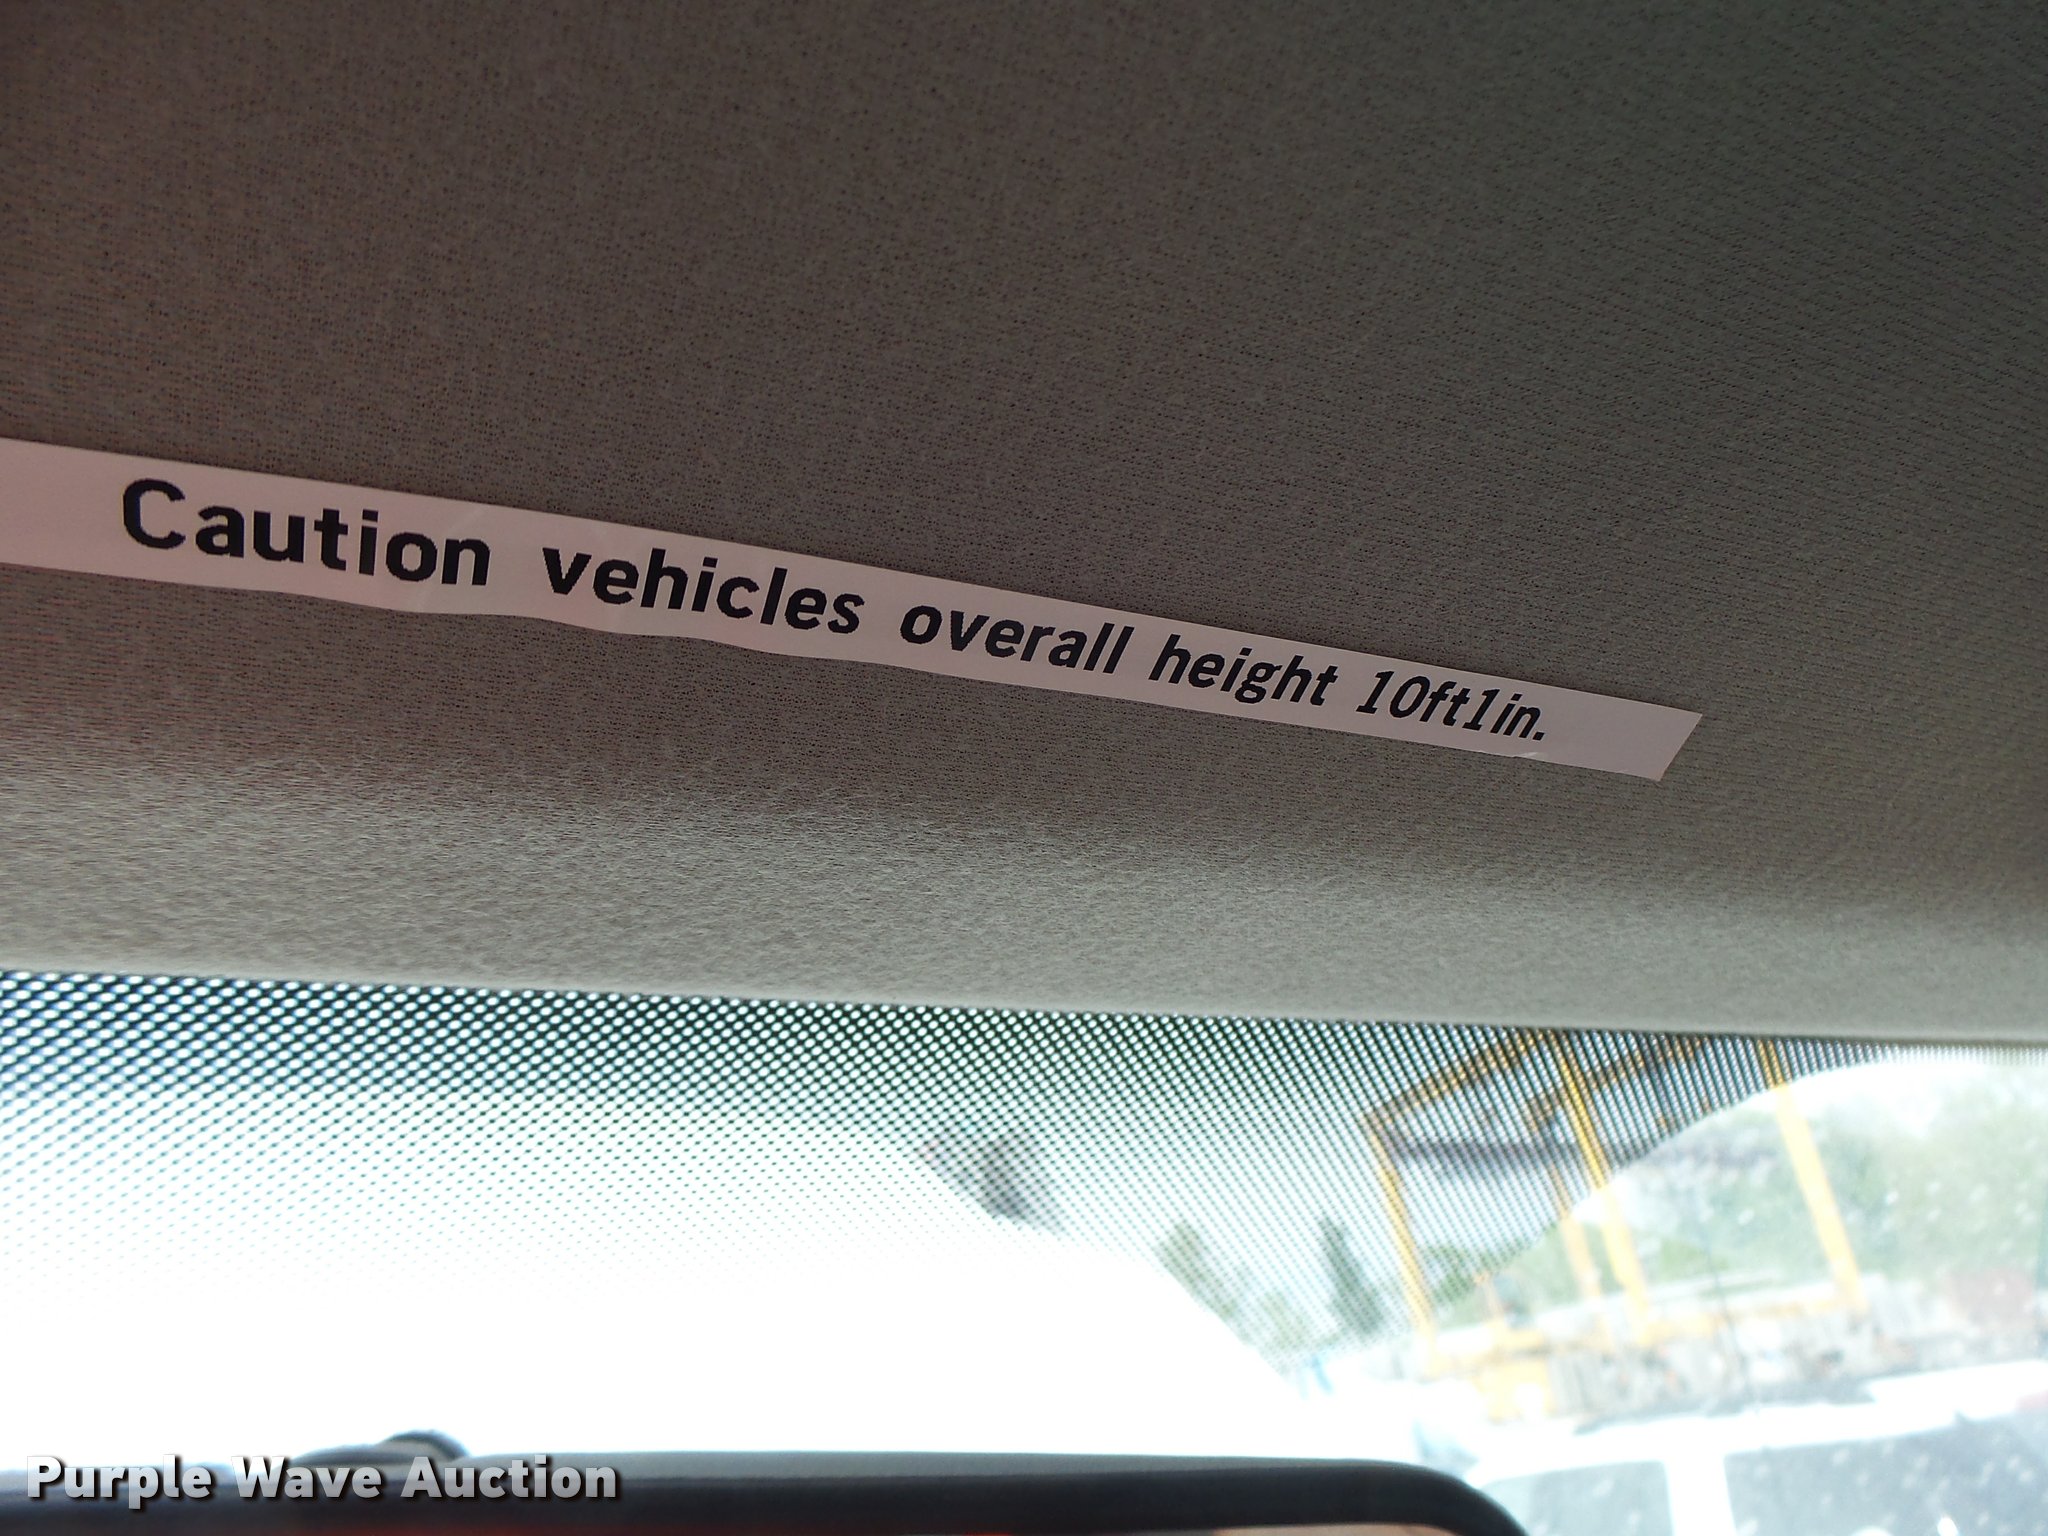 Caution vehicles overall height 10ft1in.
Purple Wave Auction